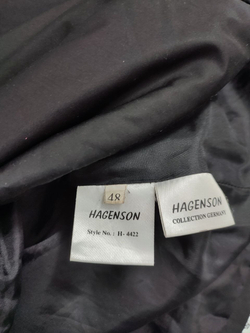 48
HAGENSON
Style No. : H- 4422
HAGENSON
COLLECTION GERMANY